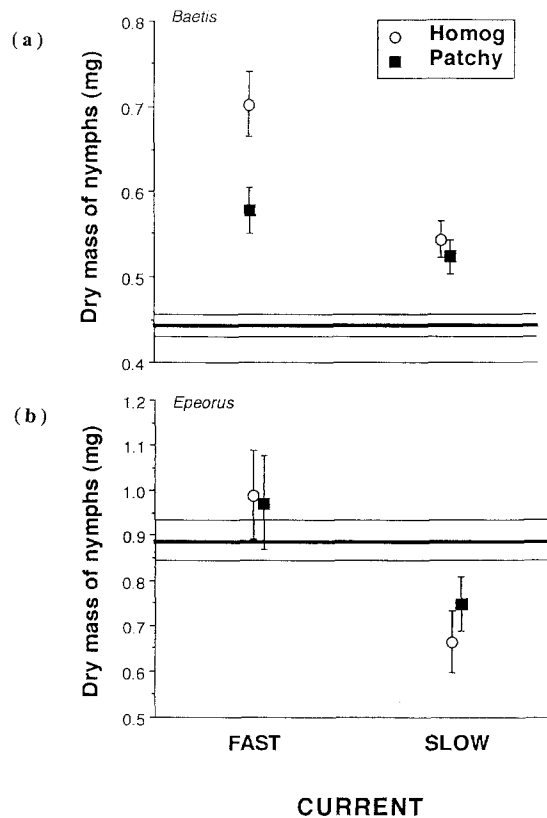 (a)
Baetis
Homog
Patchy
Dry mass of nymphs (mg)
0.8
0.7
0.6
0.5
0.4
(b)
Epeorus
Dry mass of nymphs (mg)
1.2
1.1
1.0
0.9
0.8
0.7
0.6
0.5
FAST SLOW
CURRENT